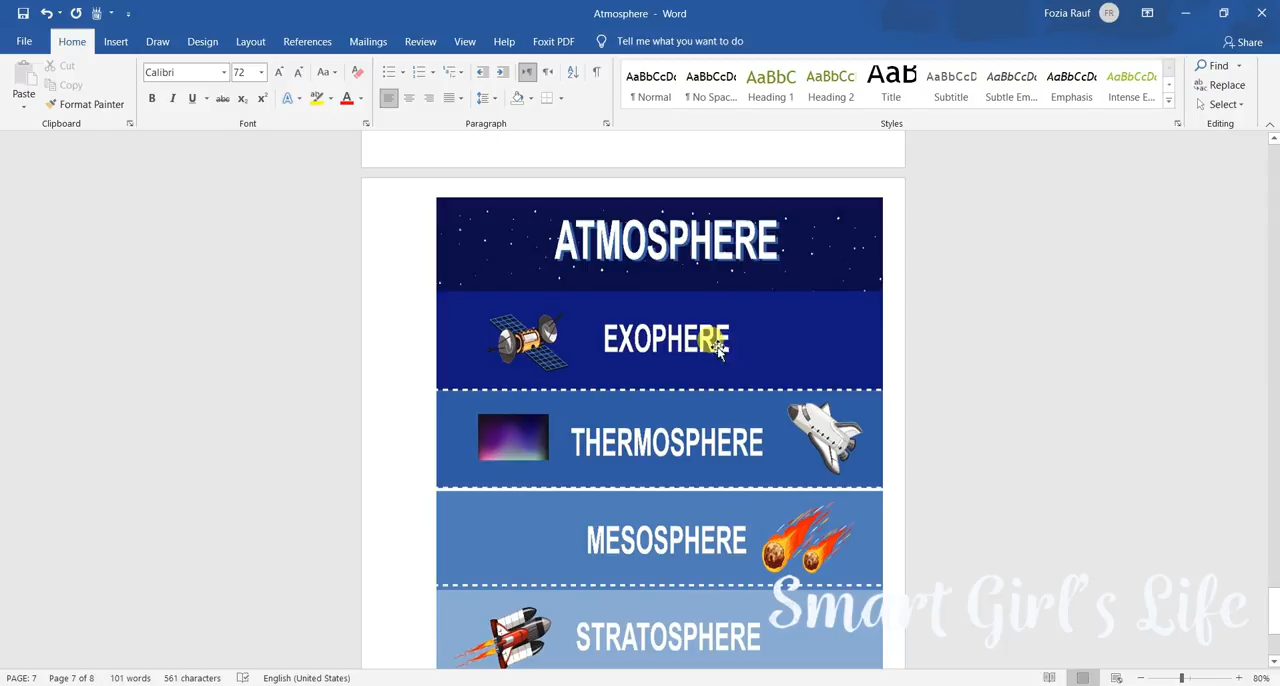 Atmosphere - Word
Fozia Rauf FR
File Home Insert Draw Design Layout References Mailings Review View Help Foxit PDF Tell me what you want to do Share
Paste
Cut
Copy
Format Painter
Clipboard
Calibri 72
Font
Paragraph
AaBbCcDc AaBbCcDc AaBbC AaBbCc AaB AaBbCcD AaBbCcDc AaBbCcDc AaBbCcDc
¶ Normal ¶ No Spac... Heading 1 Heading 2 Title Subtitle Subtle Em... Emphasis Intense E...
Styles
Find
Replace
Select
Editing
ATMOSPHERE
EXOPHERE
THERMOSPHERE
MESOSPHERE
STRATOSPHERE
Smart Girl's Life
PAGE: 7 Page 7 of 8 101 words 561 characters English (United States) 80%